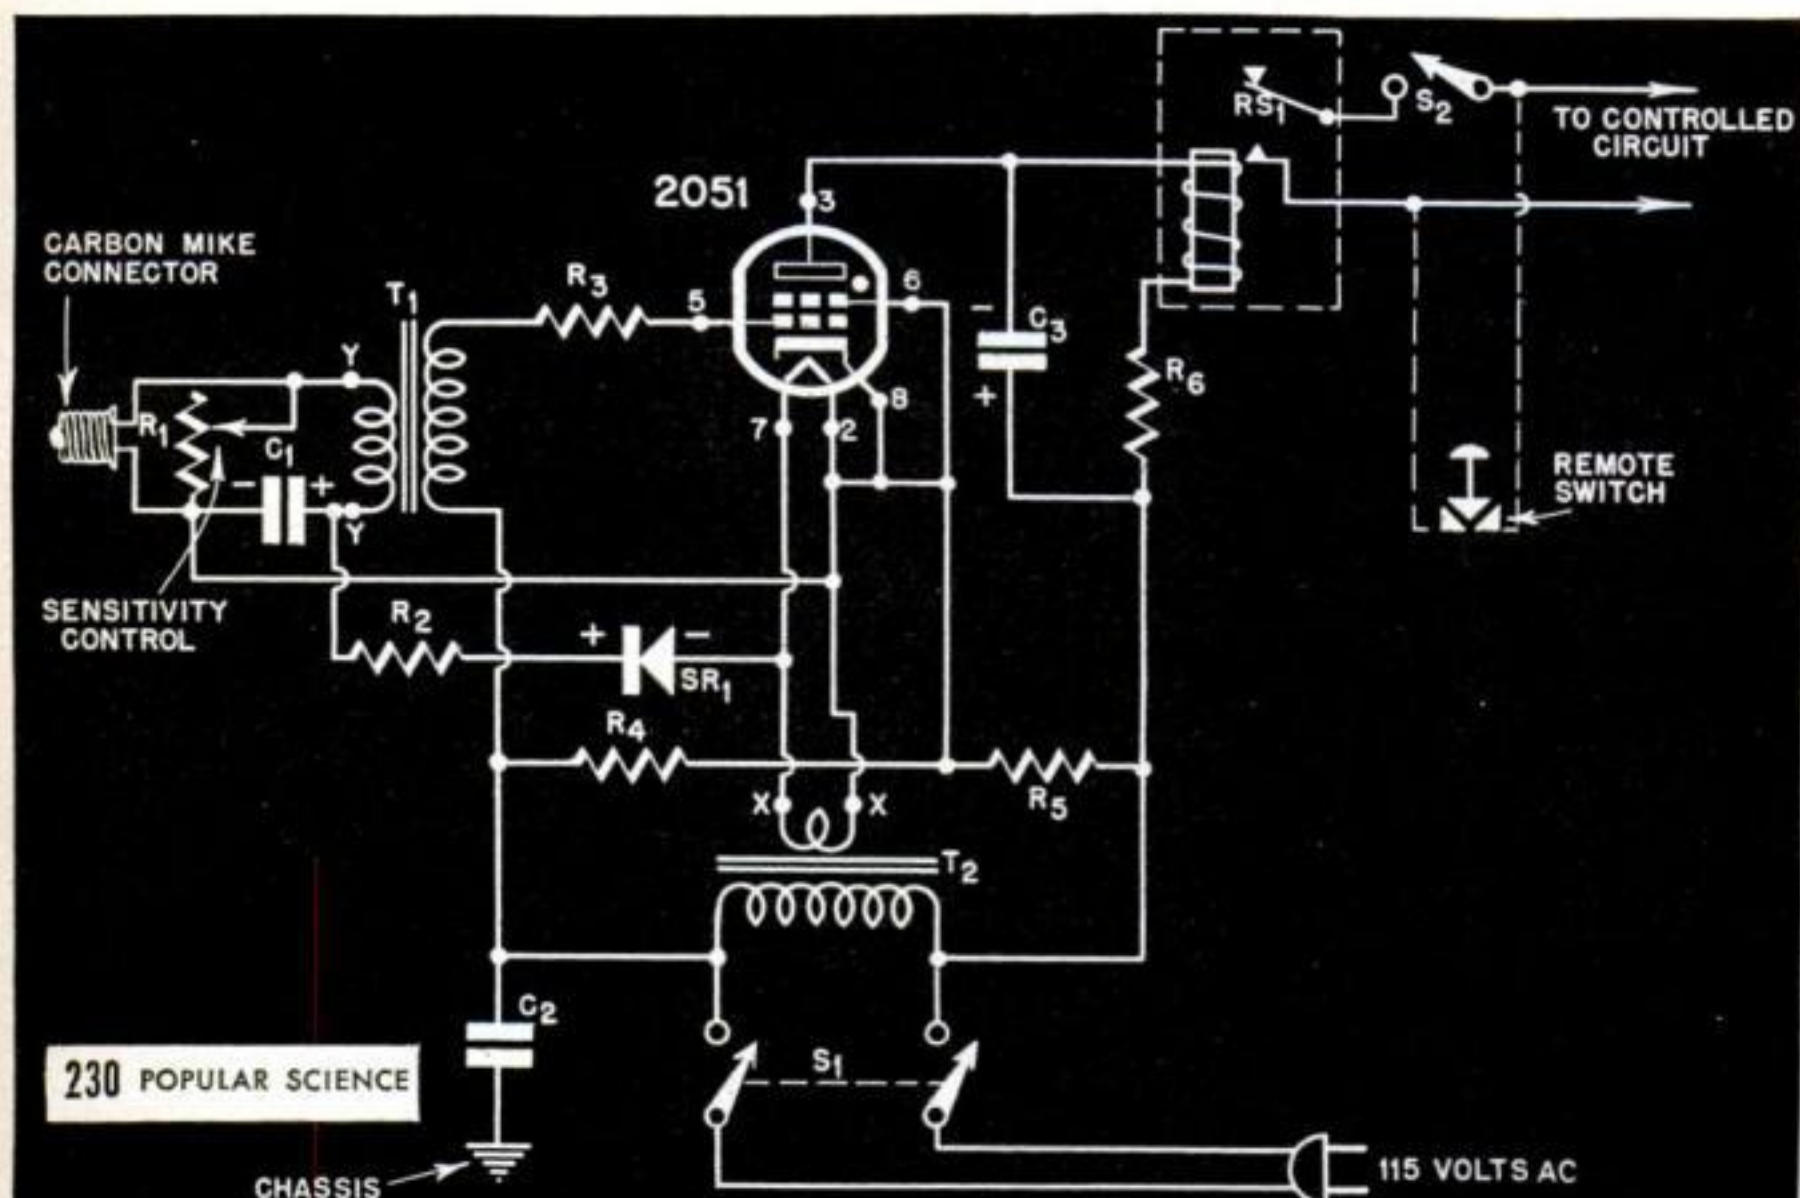 2051
RS1
S2
TO CONTROLLED
CIRCUIT
CARBON MIKE
CONNECTOR
T1
R3
3
5
6
- C3
+
R6
Y
R1
C1
- +
Y
7
2
8
REMOTE
SWITCH
SENSITIVITY
CONTROL
R2
+ -
SR1
R4
R5
X X
T2
C2
S1
230 POPULAR SCIENCE
CHASSIS
115 VOLTS AC